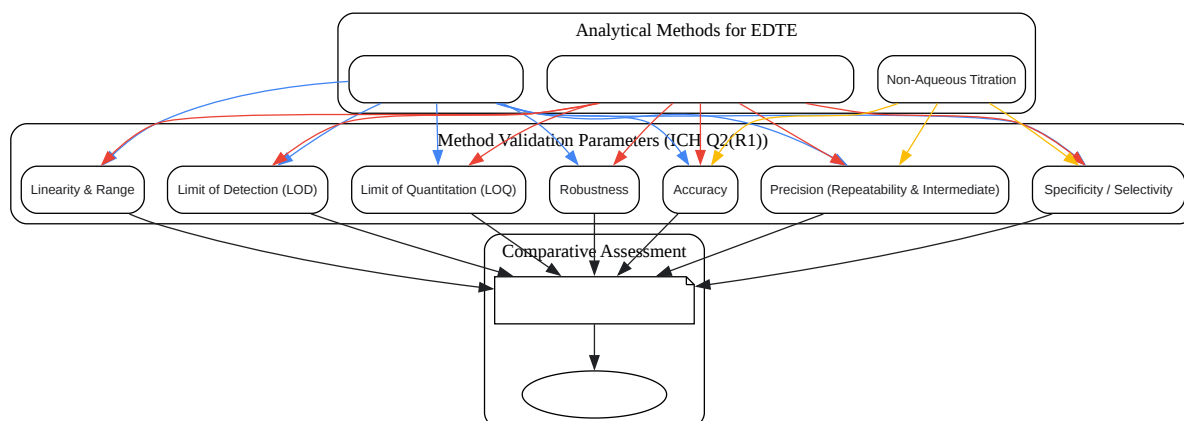 Analytical Methods for EDTE
Non-Aqueous Titration
Method Validation Parameters (ICH Q2(R1))
Linearity & Range
Limit of Detection (LOD)
Limit of Quantitation (LOQ)
Robustness
Accuracy
Precision (Repeatability & Intermediate)
Specificity / Selectivity
Comparative Assessment